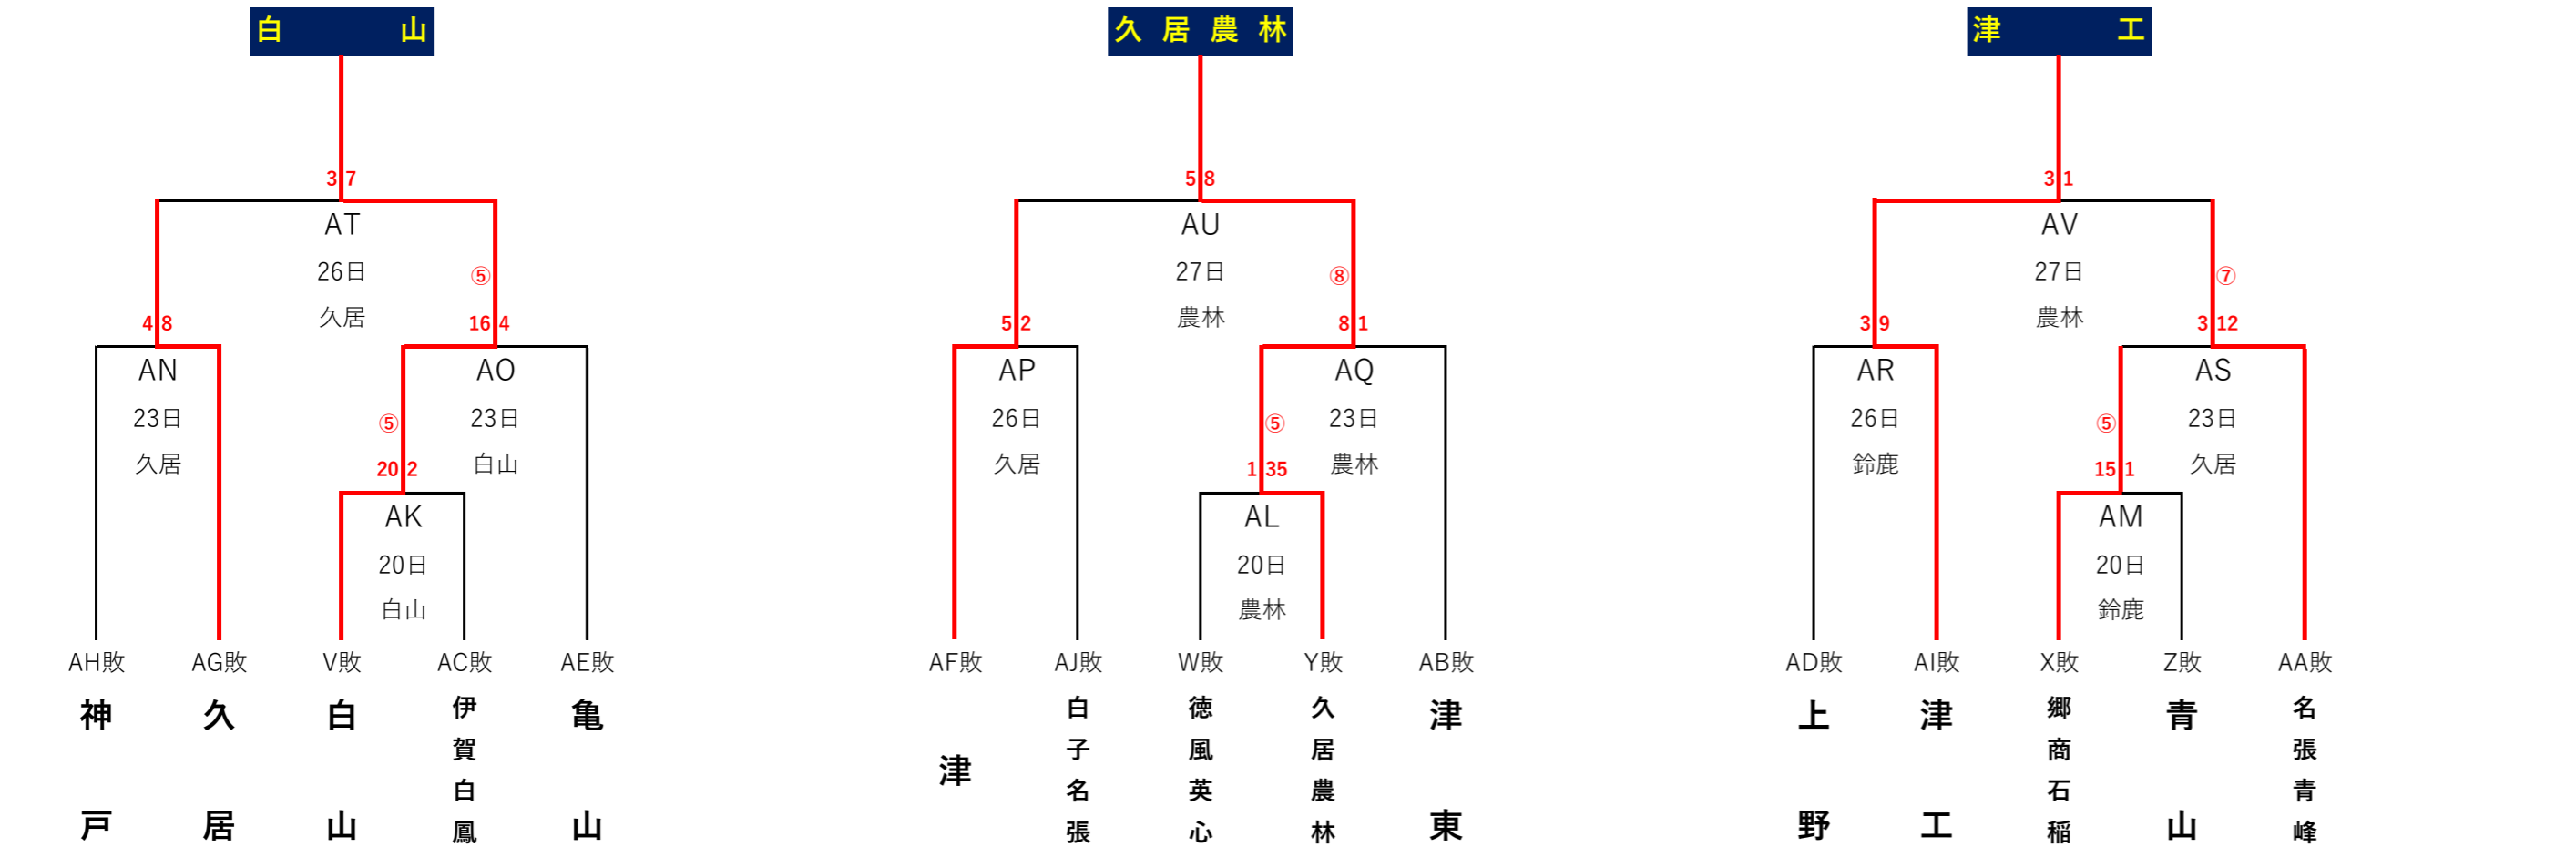 白山
久居農林
津工
3 7
5 8
3 1
AT
26日
久居
⑤
AU
27日
農林
⑧
AV
27日
農林
⑦
4 8
16 4
5 2
8 1
3 9
3 12
AN
23日
久居
AO
23日
白山
⑤
AP
26日
久居
AQ
23日
農林
⑤
AR
26日
鈴鹿
AS
23日
久居
⑤
20 2
1 35
15 1
AK
20日
白山
AL
20日
農林
AM
20日
鈴鹿
AH敗
AG敗
V敗
AC敗
AE敗
AF敗
AJ敗
W敗
Y敗
AB敗
AD敗
AI敗
X敗
Z敗
AA敗
神戸
久居
白山
伊賀白鳳
亀山
津
白子名張
徳風英心
久居農林
津東
上野
津工
郷商石稲
青山
名張青峰